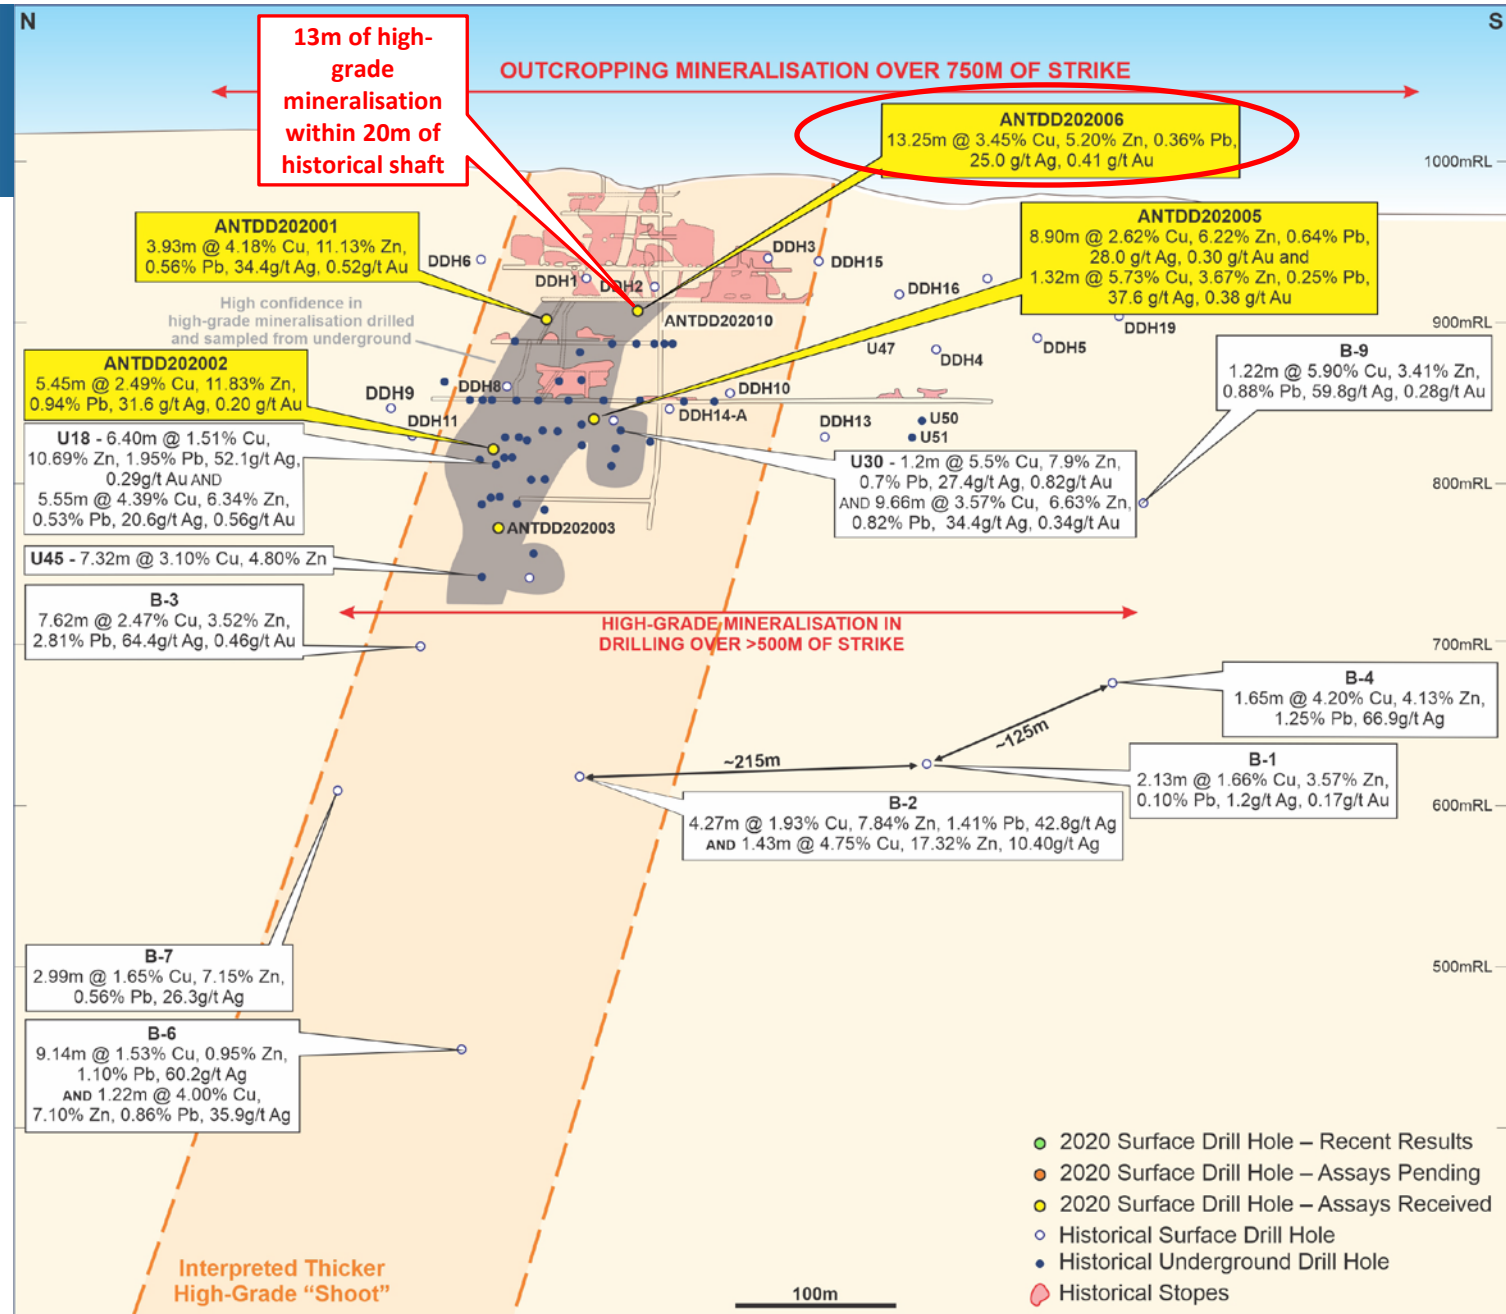 N
S
13m of high-
grade
mineralisation
within 20m of
historical shaft
OUTCROPPING MINERALISATION OVER 750M OF STRIKE
ANTDD202006
13.25m @ 3.45% Cu, 5.20% Zn, 0.36% Pb,
25.0 g/t Ag, 0.41 g/t Au
1000mRL
ANTDD202001
3.93m @ 4.18% Cu, 11.13% Zn,
0.56% Pb, 34.4g/t Ag, 0.52g/t Au
ANTDD202005
8.90m @ 2.62% Cu, 6.22% Zn, 0.64% Pb,
28.0 g/t Ag, 0.30 g/t Au and
1.32m @ 5.73% Cu, 3.67% Zn, 0.25% Pb,
37.6 g/t Ag, 0.38 g/t Au
DDH6
DDH1
DDH2
DDH3
DDH15
DDH16
High confidence in
high-grade mineralisation drilled
and sampled from underground
ANTDD202010
900mRL
DDH19
U47
DDH4
DDH5
ANTDD202002
5.45m @ 2.49% Cu, 11.83% Zn,
0.94% Pb, 31.6 g/t Ag, 0.20 g/t Au
B-9
1.22m @ 5.90% Cu, 3.41% Zn,
0.88% Pb, 59.8g/t Ag, 0.28g/t Au
DDH9
DDH8
DDH10
DDH11
DDH14-A
DDH13
U50
U51
U18 - 6.40m @ 1.51% Cu,
10.69% Zn, 1.95% Pb, 52.1g/t Ag,
0.29g/t Au AND
5.55m @ 4.39% Cu, 6.34% Zn,
0.53% Pb, 20.6g/t Ag, 0.56g/t Au
U30 - 1.2m @ 5.5% Cu, 7.9% Zn,
0.7% Pb, 27.4g/t Ag, 0.82g/t Au
AND 9.66m @ 3.57% Cu, 6.63% Zn,
0.82% Pb, 34.4g/t Ag, 0.34g/t Au
800mRL
ANTDD202003
U45 - 7.32m @ 3.10% Cu, 4.80% Zn
B-3
7.62m @ 2.47% Cu, 3.52% Zn,
2.81% Pb, 64.4g/t Ag, 0.46g/t Au
HIGH-GRADE MINERALISATION IN
DRILLING OVER >500M OF STRIKE
700mRL
B-4
1.65m @ 4.20% Cu, 4.13% Zn,
1.25% Pb, 66.9g/t Ag
~125m
~215m
B-1
2.13m @ 1.66% Cu, 3.57% Zn,
0.10% Pb, 1.2g/t Ag, 0.17g/t Au
B-2
4.27m @ 1.93% Cu, 7.84% Zn, 1.41% Pb, 42.8g/t Ag
AND 1.43m @ 4.75% Cu, 17.32% Zn, 10.40g/t Ag
600mRL
B-7
2.99m @ 1.65% Cu, 7.15% Zn,
0.56% Pb, 26.3g/t Ag
500mRL
B-6
9.14m @ 1.53% Cu, 0.95% Zn,
1.10% Pb, 60.2g/t Ag
AND 1.22m @ 4.00% Cu,
7.10% Zn, 0.86% Pb, 35.9g/t Ag
2020 Surface Drill Hole – Recent Results
2020 Surface Drill Hole – Assays Pending
2020 Surface Drill Hole – Assays Received
Historical Surface Drill Hole
Historical Underground Drill Hole
Historical Stopes
Interpreted Thicker
High-Grade “Shoot”
100m